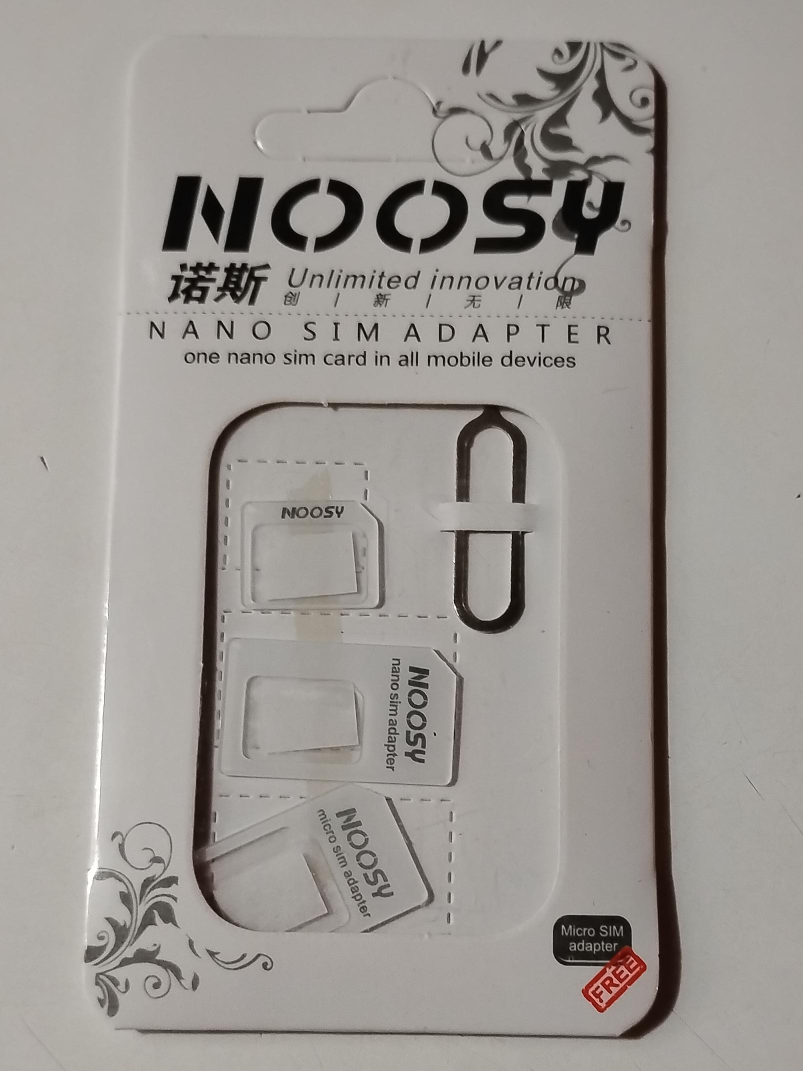 NOOSY
诺斯 Unlimited innovation
创 | 新 | 无 | 限
NANO SIM ADAPTER
one nano sim card in all mobile devices
NOOSY
NOOSY
nano sim adapter
NOOSY
micro sim adapter
Micro SIM
adapter
FREE